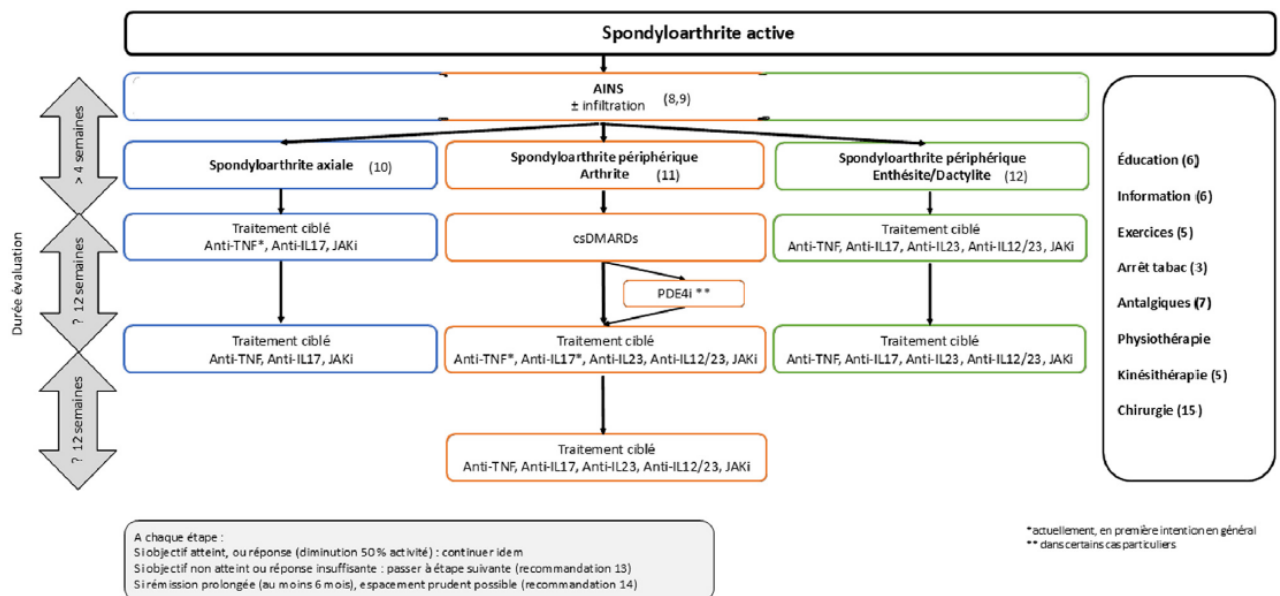 Spondyloarthrite active
AINS
± infiltration (8,9)
Spondyloarthrite axiale (10)
Spondyloarthrite périphérique
Arthrite (11)
Spondyloarthrite périphérique
Enthésite/Dactylite (12)
Traitement ciblé
Anti-TNF*, Anti-IL17, JAKi
csDMARDs
Traitement ciblé
Anti-TNF, Anti-IL17, Anti-IL23, Anti-IL12/23, JAKi
PDE4i **
Traitement ciblé
Anti-TNF, Anti-IL17, JAKi
Traitement ciblé
Anti-TNF*, Anti-IL17*, Anti-IL23, Anti-IL12/23, JAKi
Traitement ciblé
Anti-TNF, Anti-IL17, Anti-IL23, Anti-IL12/23, JAKi
Traitement ciblé
Anti-TNF, Anti-IL17, Anti-IL23, Anti-IL12/23, JAKi
Durée évaluation
> 4 semaines
? 12 semaines
? 12 semaines
Éducation (6)
Information (6)
Exercices (5)
Arrêt tabac (3)
Antalgiques (7)
Physiothérapie
Kinésithérapie (5)
Chirurgie (15)
A chaque étape :
Si objectif atteint, ou réponse (diminution 50 % activité) : continuer idem
Si objectif non atteint ou réponse insuffisante : passer à étape suivante (recommandation 13)
Si rémission prolongée (au moins 6 mois), espacement prudent possible (recommandation 14)
*actuellement, en première intention en général
** dans certains cas particuliers